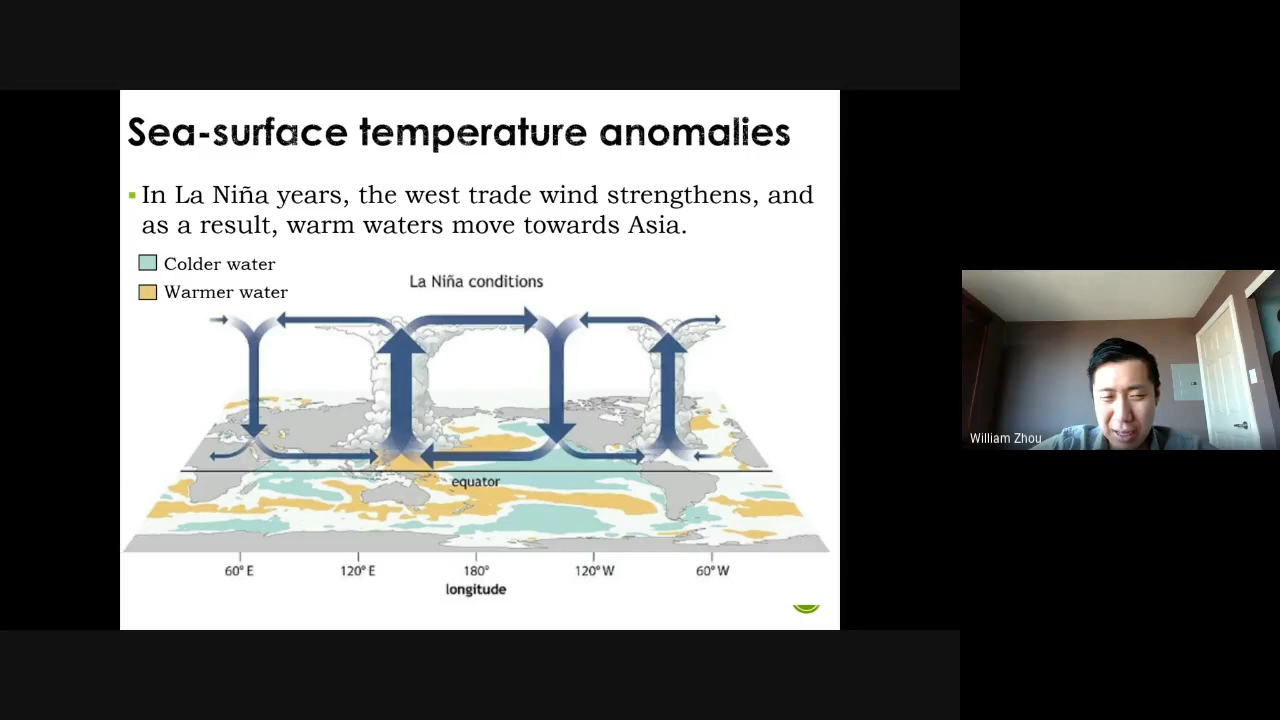 Sea-surface temperature anomalies
▪ In La Niña years, the west trade wind strengthens, and
as a result, warm waters move towards Asia.
Colder water
Warmer water
La Niña conditions
equator
60° E
120° E
180°
120° W
60° W
longitude
William Zhou